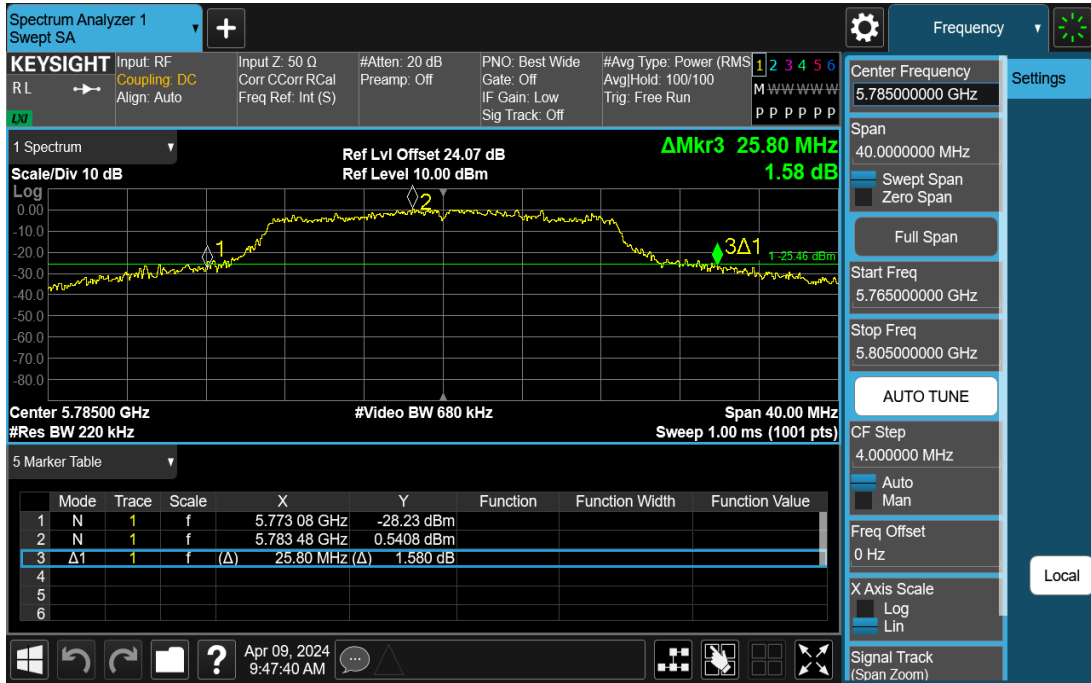 Spectrum Analyzer 1
Swept SA
+
Frequency
KEYSIGHT
RL
LXI
Input: RF
Coupling: DC
Align: Auto
Input Z: 50 Ω
Corr CCorr RCal
Freq Ref: Int (S)
#Atten: 20 dB
Preamp: Off
PNO: Best Wide
Gate: Off
IF Gain: Low
Sig Track: Off
#Avg Type: Power (RMS
Avg|Hold: 100/100
Trig: Free Run
1 2 3 4 5 6
M W W W W W
P P P P P P
1 Spectrum
Scale/Div 10 dB
Ref Lvl Offset 24.07 dB
Ref Level 10.00 dBm
ΔMkr3 25.80 MHz
1.58 dB
Log
0.00
-10.0
-20.0
-30.0
-40.0
-50.0
-60.0
-70.0
-80.0
1
2
3Δ1
1 -25.46 dBm
Center 5.78500 GHz
#Video BW 680 kHz
Span 40.00 MHz
#Res BW 220 kHz
Sweep 1.00 ms (1001 pts)
5 Marker Table
Mode Trace Scale X Y Function Function Width Function Value
1 N 1 f 5.773 08 GHz -28.23 dBm
2 N 1 f 5.783 48 GHz 0.5408 dBm
3 Δ1 1 f (Δ) 25.80 MHz (Δ) 1.580 dB
4
5
6
?
Apr 09, 2024
9:47:40 AM
Center Frequency
5.785000000 GHz
Settings
Span
40.0000000 MHz
Swept Span
Zero Span
Full Span
Start Freq
5.765000000 GHz
Stop Freq
5.805000000 GHz
AUTO TUNE
CF Step
4.000000 MHz
Auto
Man
Freq Offset
0 Hz
Local
X Axis Scale
Log
Lin
Signal Track
(Span Zoom)